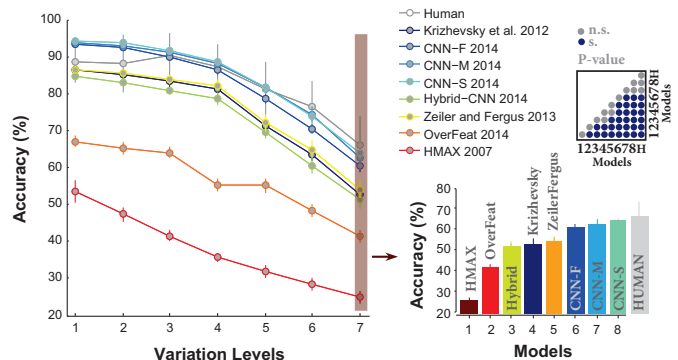 100
90
80
70
60
50
40
30
20
Accuracy (%)
1 2 3 4 5 6 7
Variation Levels
Human
Krizhevsky et al. 2012
CNN−F 2014
CNN−M 2014
CNN−S 2014
Hybrid−CNN 2014
Zeiler and Fergus 2013
OverFeat 2014
HMAX 2007
n.s.
s.
P-value
12345678H
Models
12345678H
Models
80
70
60
50
40
30
20
Accuracy (%)
HMAX
OverFeat
Hybrid
Krizhevsky
ZeilerFergus
CNN-F
CNN-M
CNN-S
HUMAN
1 2 3 4 5 6 7 8
Models